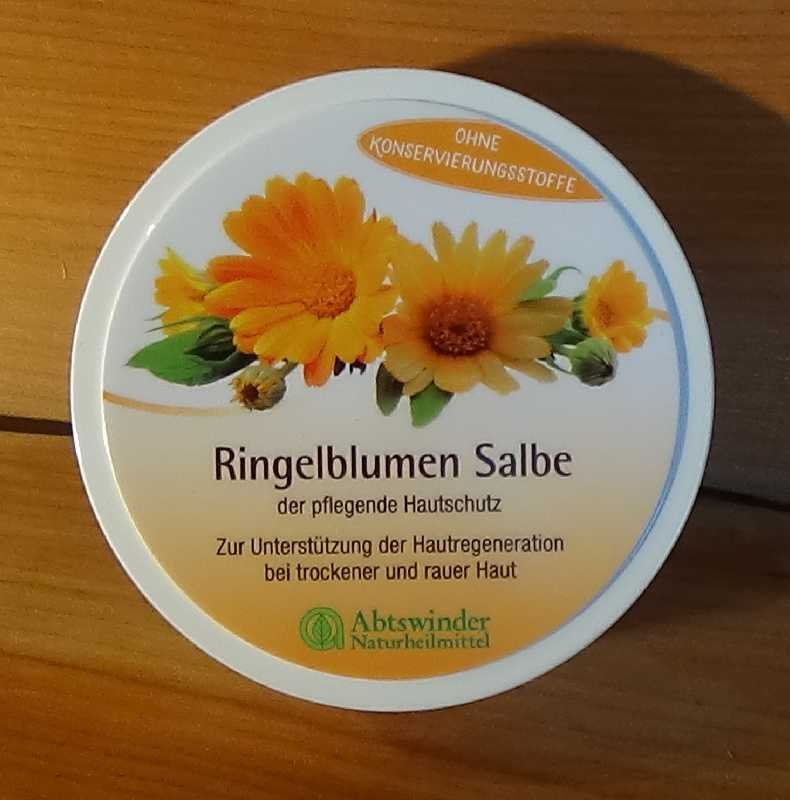 OHNE
KONSERVIERUNGSSTOFFE
Ringelblumen Salbe
der pflegende Hautschutz
Zur Unterstützung der Hautregeneration
bei trockener und rauer Haut
Abtswinder
Naturheilmittel